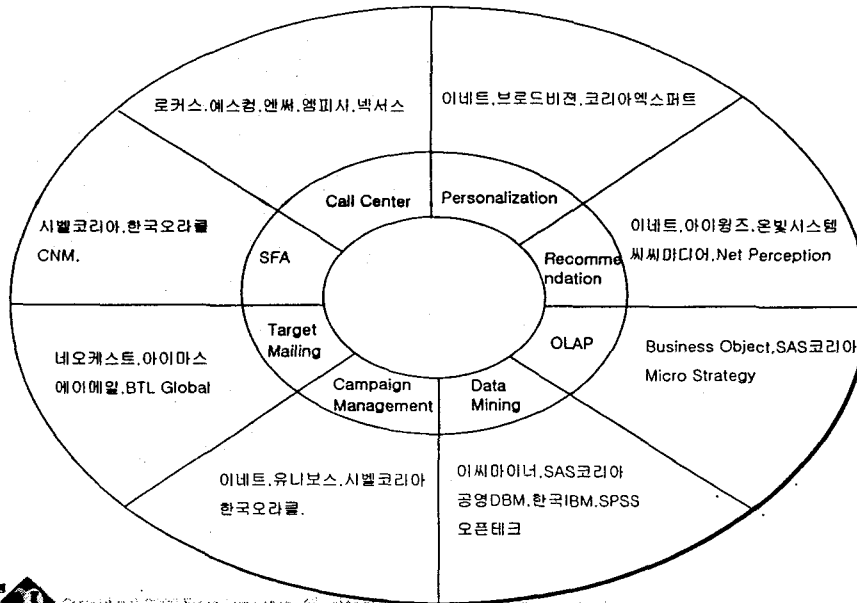 로커스.예스컴.엔써.엠피시.넥서스
이네트.브로드비젼.코리아엑스퍼트
Call Center
Personalization
시벨코리아.한국오라클
CNM.
SFA
Recomme
ndation
이네트.아이윙즈.온빛시스템
씨씨미디어.Net Perception
Target
Mailing
OLAP
네오케스트.아이마스
에이메일.BTL Global
Business Object,SAS코리아
Micro Strategy
Campaign
Management
Data
Mining
이네트.유니보스.시벨코리아
한국오라클.
이씨마이너.SAS코리아
공영DBM.한국IBM.SPSS
오픈테크